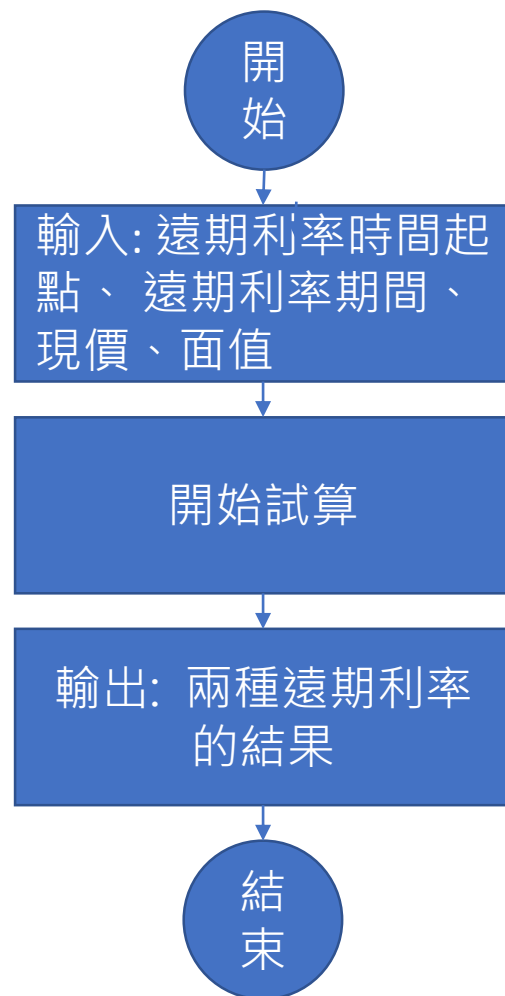 開
始
輸入: 遠期利率時間起
點、 遠期利率期間、
現價、面值
開始試算
輸出: 兩種遠期利率
的結果
結
束